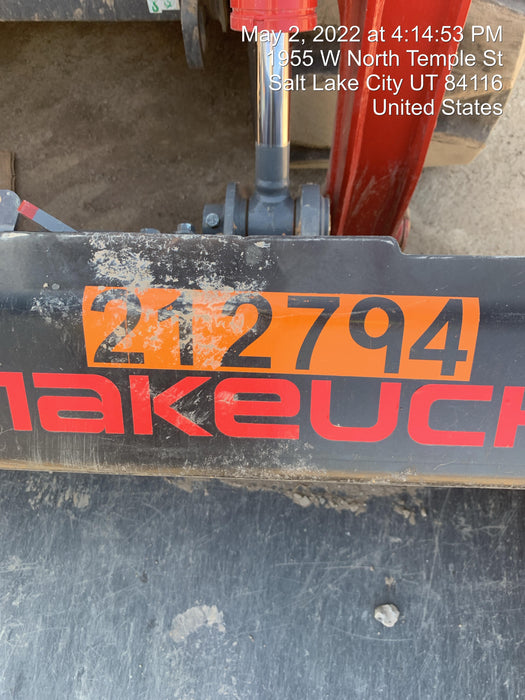 May 2, 2022 at 4:14:53 PM
1955 W North Temple St
Salt Lake City UT 84116
United States
212794